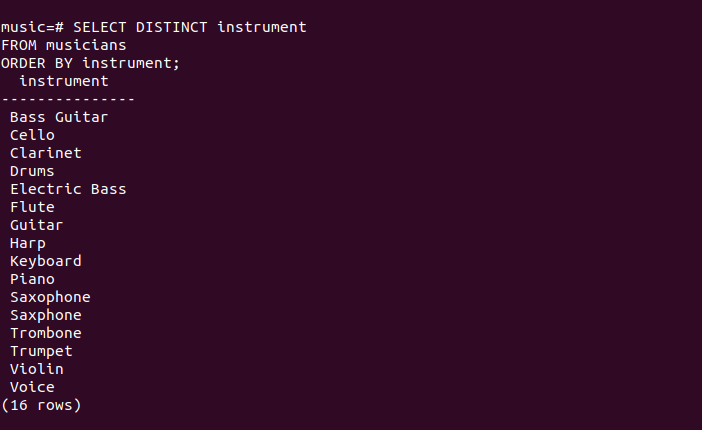 music=# SELECT DISTINCT instrument
FROM musicians
ORDER BY instrument;
  instrument
---------------
 Bass Guitar
 Cello
 Clarinet
 Drums
 Electric Bass
 Flute
 Guitar
 Harp
 Keyboard
 Piano
 Saxophone
 Saxphone
 Trombone
 Trumpet
 Violin
 Voice
(16 rows)